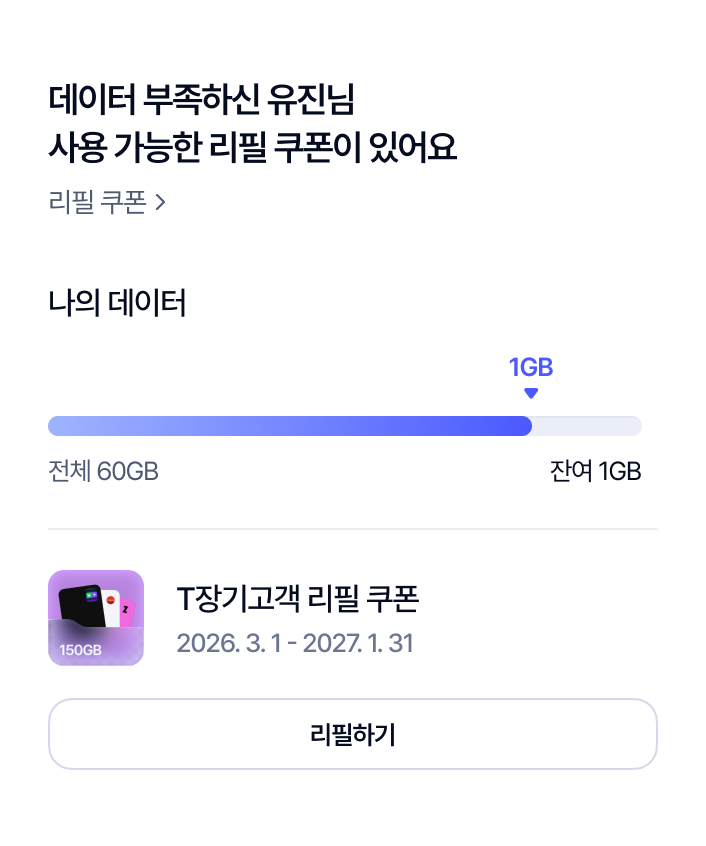 데이터 부족하신 유진님
사용 가능한 리필 쿠폰이 있어요
리필 쿠폰 >
나의 데이터
1GB
전체 60GB
잔여 1GB
150GB
T장기고객 리필 쿠폰
2026. 3. 1 - 2027. 1. 31
리필하기